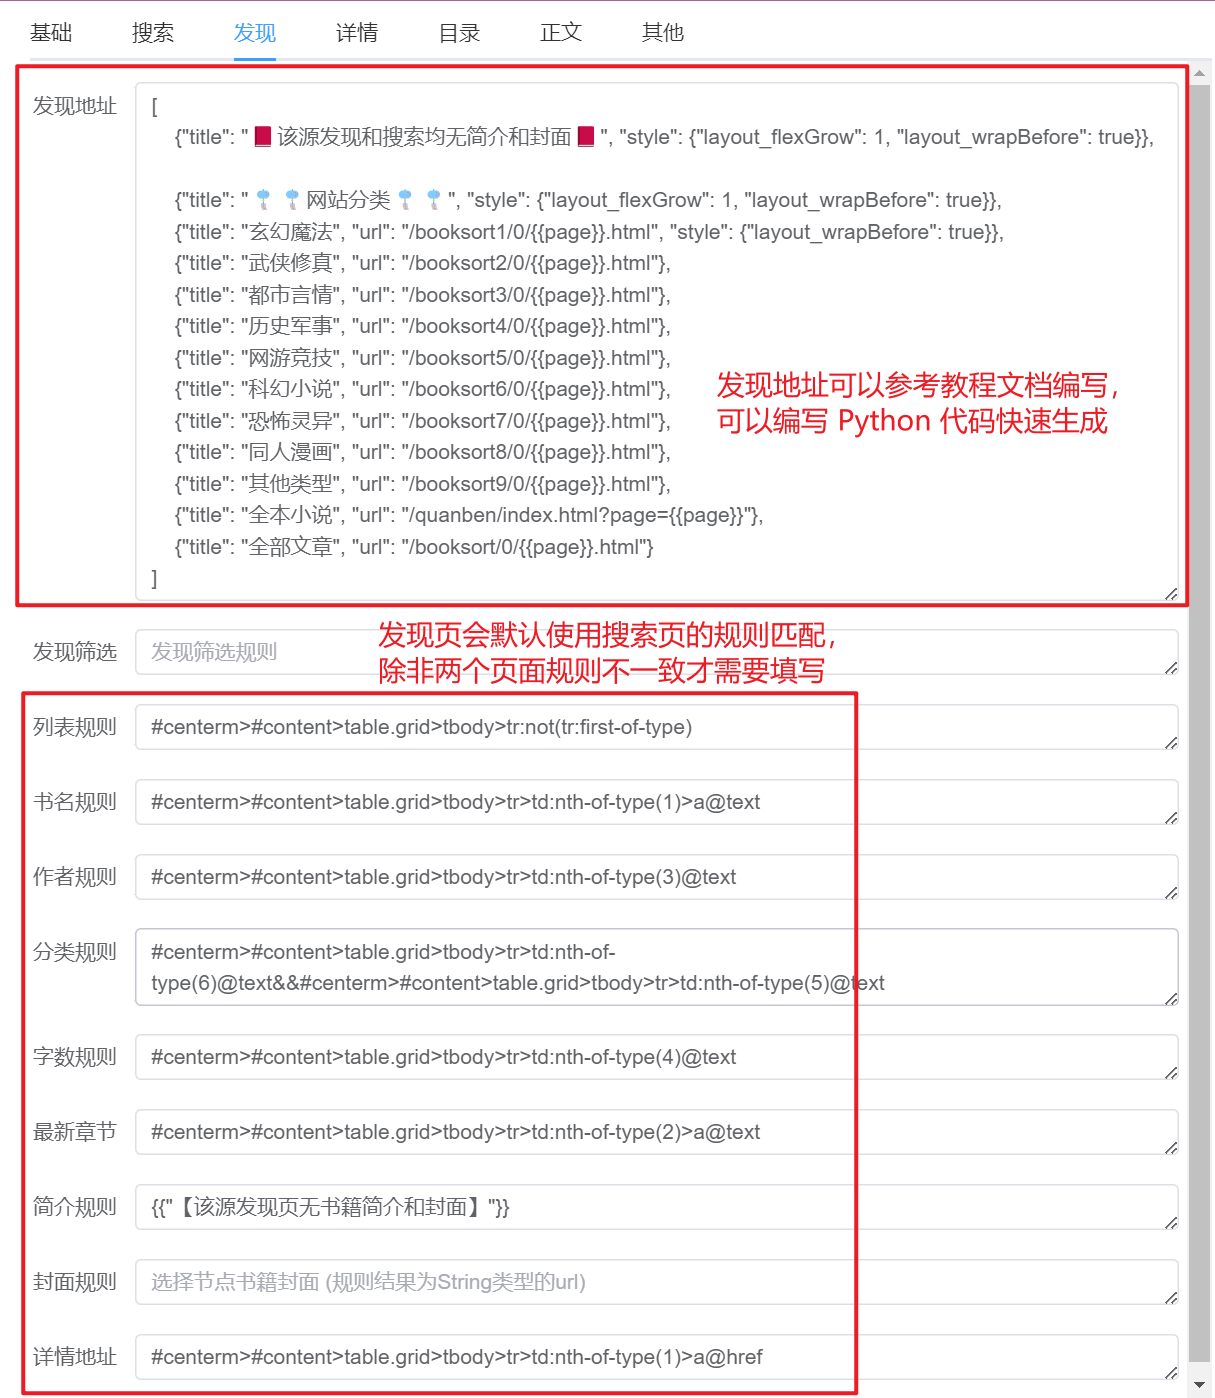 基础 搜索 发现 详情 目录 正文 其他
发现地址
[
{"title": "📕该源发现和搜索均无简介和封面📕", "style": {"layout_flexGrow": 1, "layout_wrapBefore": true}},
{"title": "🎐 🎐网站分类🎐 🎐", "style": {"layout_flexGrow": 1, "layout_wrapBefore": true}},
{"title": "玄幻魔法", "url": "/booksort1/0/{{page}}.html", "style": {"layout_wrapBefore": true}},
{"title": "武侠修真", "url": "/booksort2/0/{{page}}.html"},
{"title": "都市言情", "url": "/booksort3/0/{{page}}.html"},
{"title": "历史军事", "url": "/booksort4/0/{{page}}.html"},
{"title": "网游竞技", "url": "/booksort5/0/{{page}}.html"},
{"title": "科幻小说", "url": "/booksort6/0/{{page}}.html"},
{"title": "恐怖灵异", "url": "/booksort7/0/{{page}}.html"},
{"title": "同人漫画", "url": "/booksort8/0/{{page}}.html"},
{"title": "其他类型", "url": "/booksort9/0/{{page}}.html"},
{"title": "全本小说", "url": "/quanben/index.html?page={{page}}"},
{"title": "全部文章", "url": "/booksort/0/{{page}}.html"}
]
发现地址可以参考教程文档编写,
可以编写 Python 代码快速生成
发现筛选 发现筛选规则
发现页会默认使用搜索页的规则匹配,
除非两个页面规则不一致才需要填写
列表规则 #centerm>#content>table.grid>tbody>tr:not(tr:first-of-type)
书名规则 #centerm>#content>table.grid>tbody>tr>td:nth-of-type(1)>a@text
作者规则 #centerm>#content>table.grid>tbody>tr>td:nth-of-type(3)@text
分类规则 #centerm>#content>table.grid>tbody>tr>td:nth-of-
type(6)@text&&#centerm>#content>table.grid>tbody>tr>td:nth-of-type(5)@text
字数规则 #centerm>#content>table.grid>tbody>tr>td:nth-of-type(4)@text
最新章节 #centerm>#content>table.grid>tbody>tr>td:nth-of-type(2)>a@text
简介规则 {{"【该源发现页无书籍简介和封面】"}}
封面规则 选择节点书籍封面 (规则结果为String类型的url)
详情地址 #centerm>#content>table.grid>tbody>tr>td:nth-of-type(1)>a@href